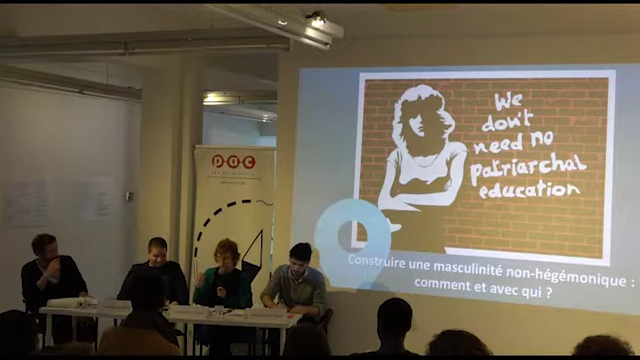 pac
We
don't
need no
patriarchal
education
Construire une masculinité non-hégémonique :
comment et avec qui ?